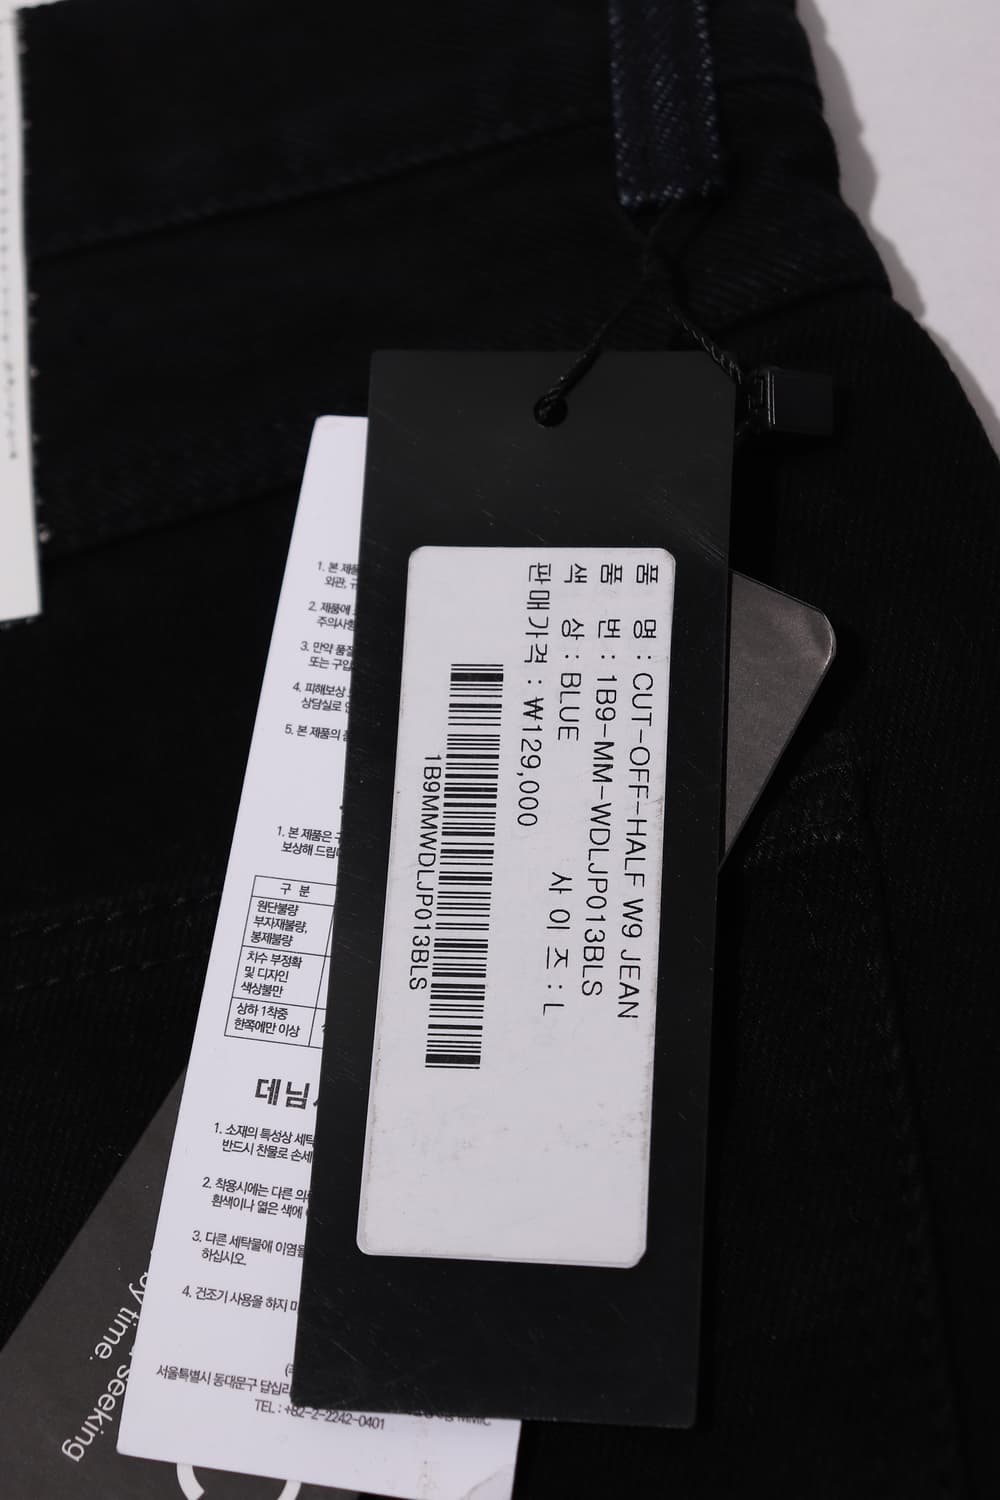 품 명 : CUT-OFF-HALF W9 JEAN
품 번 : 1B9-MM-WDLJP013BLS
색 상 : BLUE 사 이 즈 : L
판매가격 : ₩129,000
1B9MMWDLJP013BLS
1. 본 제품
와관, 규
2. 제품에
주의사항
3. 만약 품질
또는 구입
4. 피해보상
상담실로
5. 본 제품의
1. 본 제품은
보상해 드립
구 분
원단불량
부자재불량,
봉제불량
치수 부정확
및 디자인
색상불만
상하 1착중
한쪽에만 이상
데님
1. 소재의 특성상 세탁
반드시 찬물로 손세
2. 착용시에는 다른 의
흰색이나 엷은 색에
3. 다른 세탁물에 이염될
하십시오.
4. 건조기 사용을 하지 마
서울특별시 동대문구 답십리
TEL : +82-2-2242-0401
MMIC
seeking
by time.